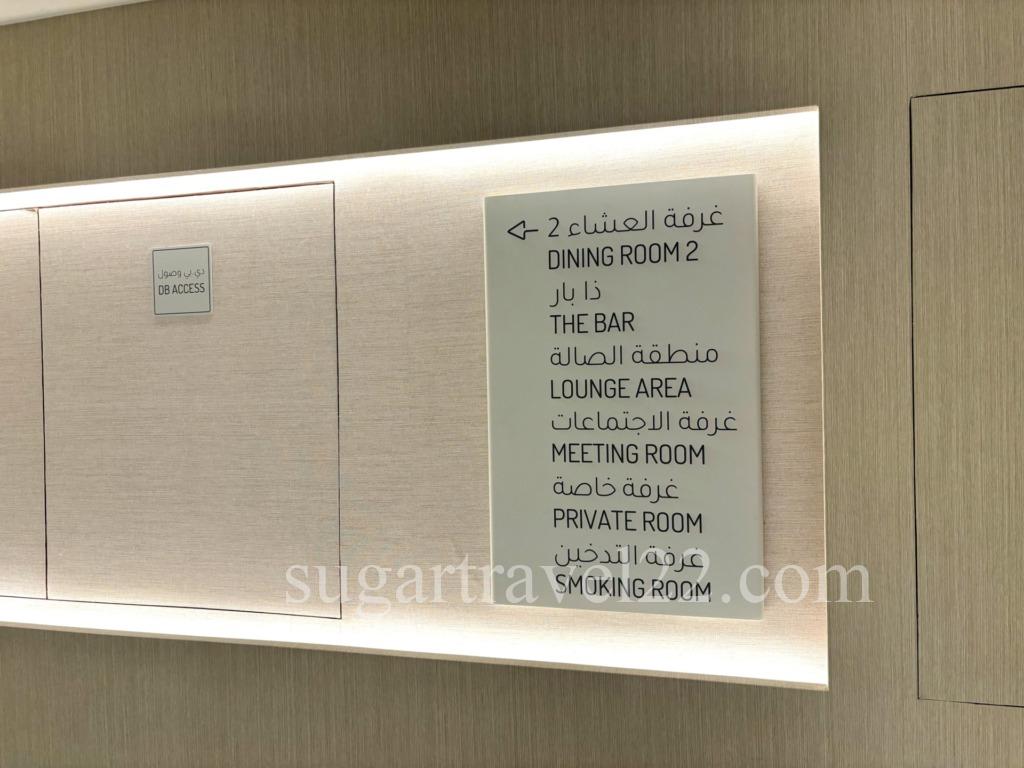 دي.بي وصول
DB ACCESS
غرفة العشاء 2
DINING ROOM 2
ذا بار
THE BAR
منطقة الصالة
LOUNGE AREA
غرفة الاجتماعات
MEETING ROOM
غرفة خاصة
PRIVATE ROOM
غرفة التدخين
SMOKING ROOM
sugartravel22.com